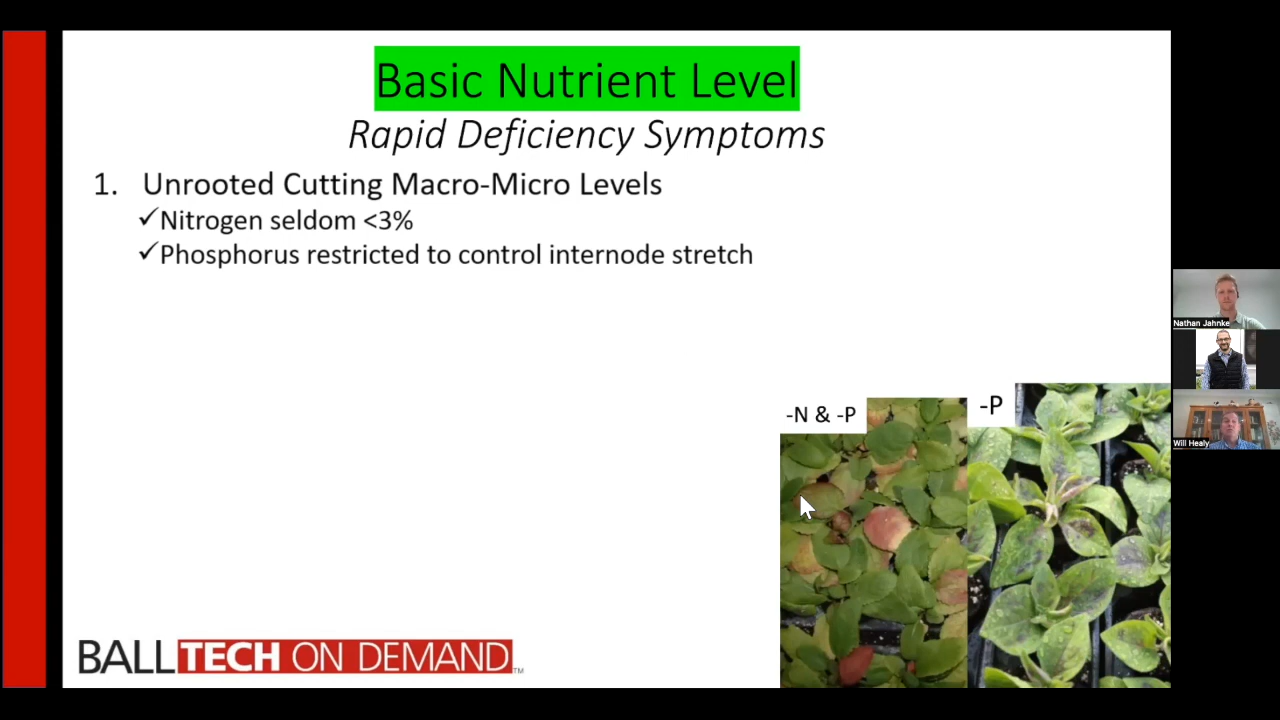 Basic Nutrient Level
Rapid Deficiency Symptoms
1. Unrooted Cutting Macro-Micro Levels
✓Nitrogen seldom <3%
✓Phosphorus restricted to control internode stretch
-N & -P
-P
Nathan Jahnke
Will Healy
BALLTECH ON DEMAND™